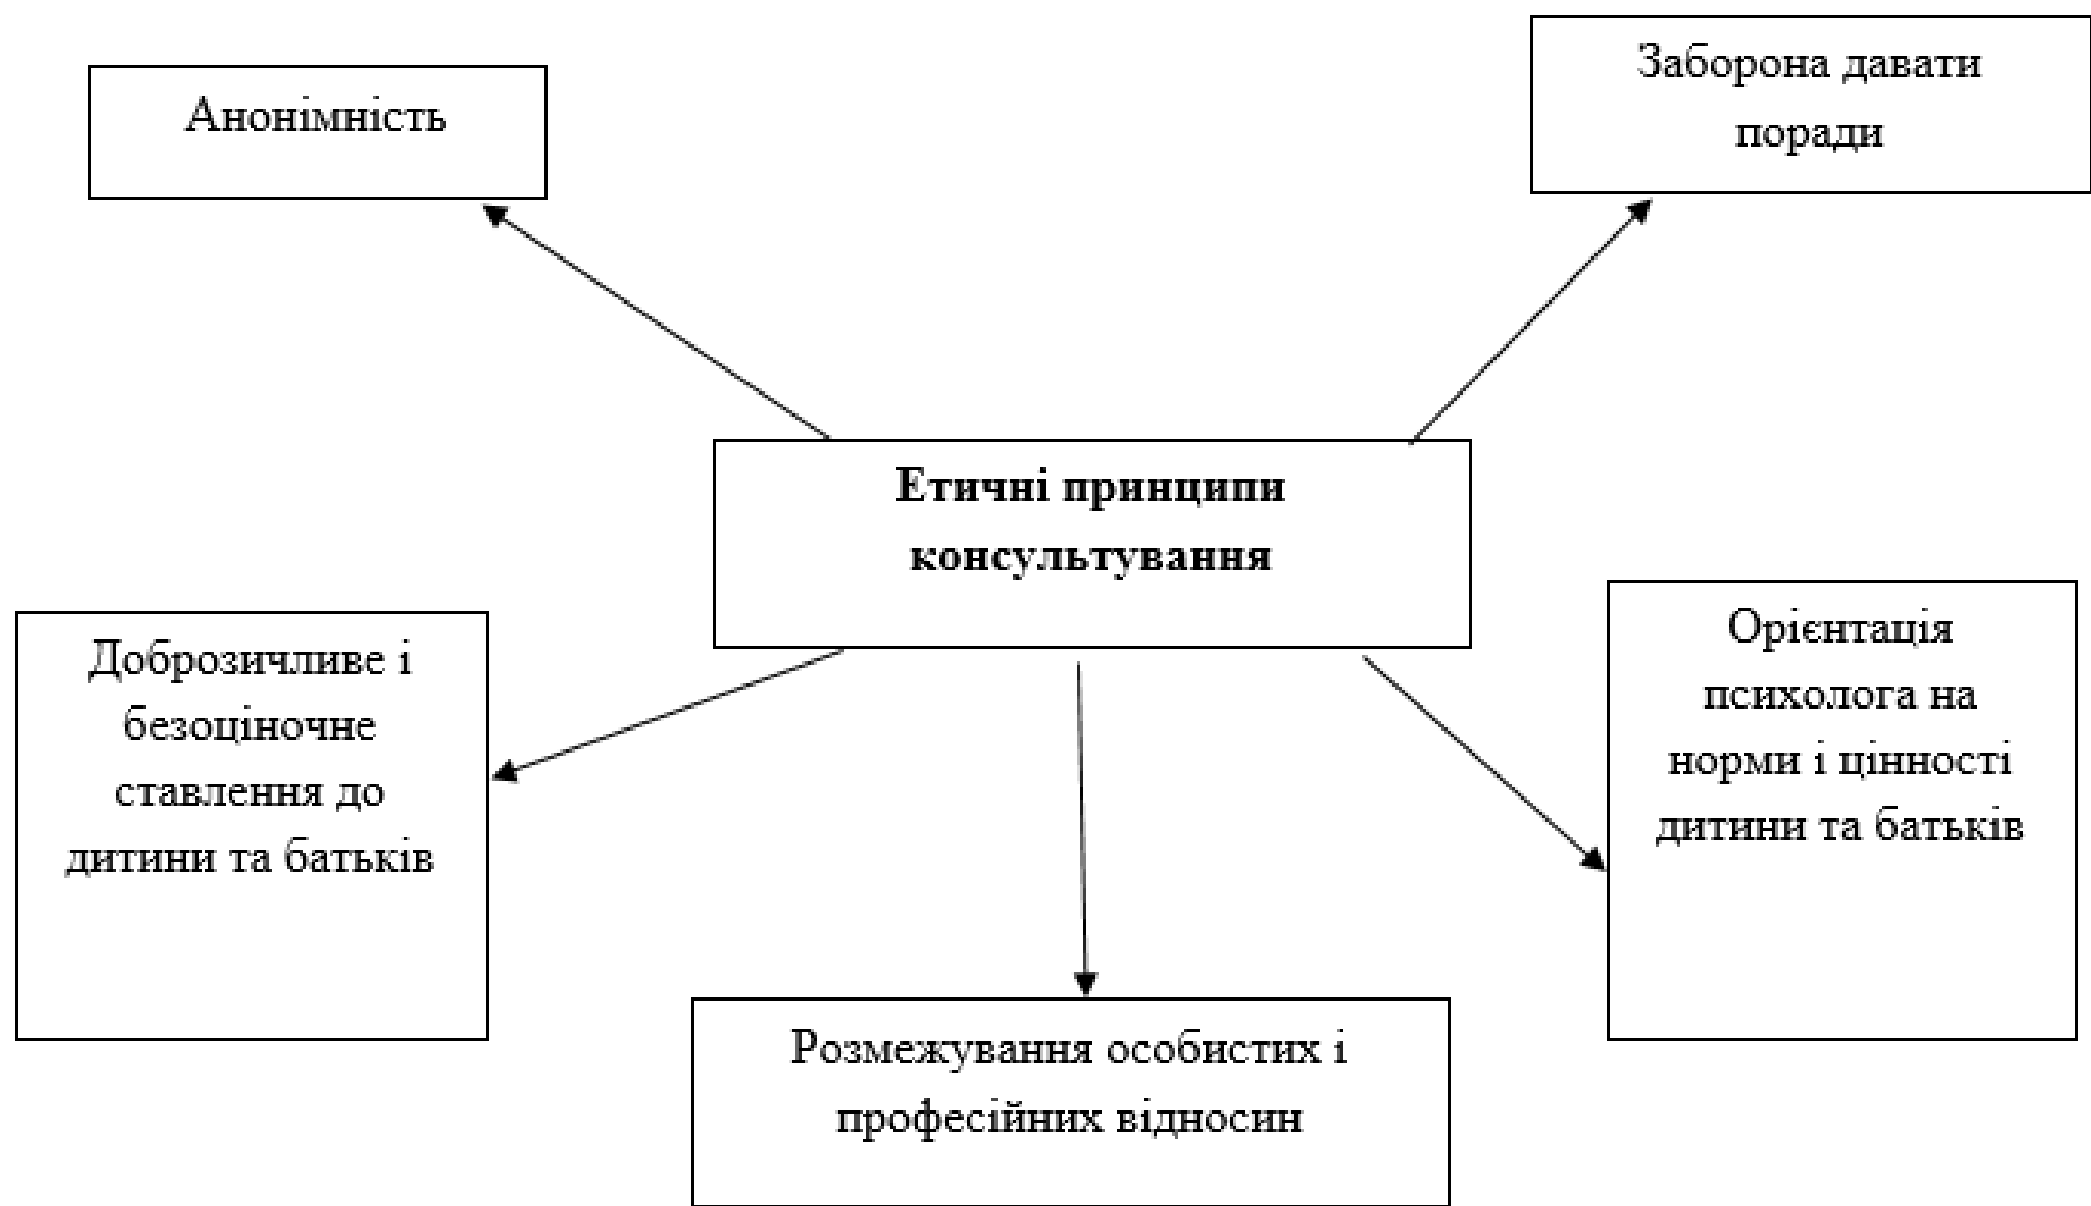 Анонімність
Заборона давати
поради
Етичні принципи
консультування
Доброзичливе і
безоціночне
ставлення до
дитини та батьків
Орієнтація
психолога на
норми і цінності
дитини та батьків
Розмежування особистих і
професійних відносин